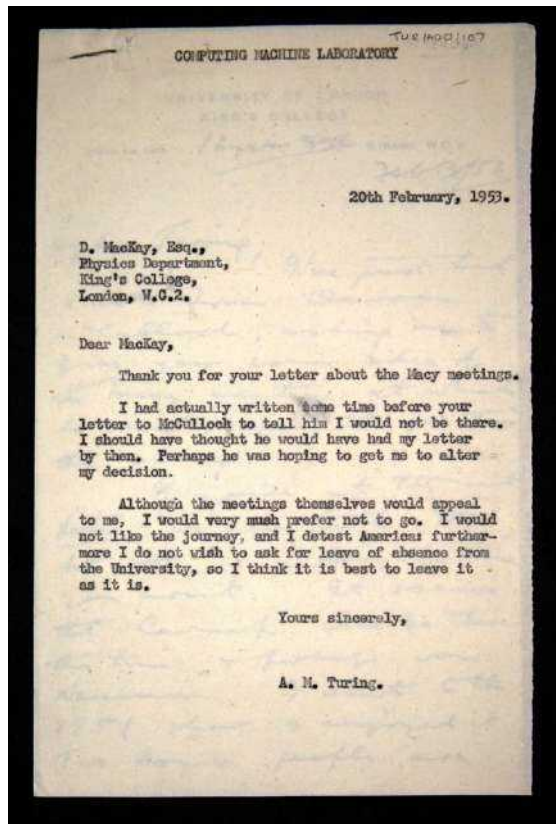 TUR/ADD/107
COMPUTING MACHINE LABORATORY
20th February, 1953.
D. MacKay, Esq.,
Physics Department,
King's College,
London, W.C.2.
Dear MacKay,
Thank you for your letter about the Macy meetings.
I had actually written some time before your
letter to McCulloch to tell him I would not be there.
I should have thought he would have had my letter
by then. Perhaps he was hoping to get me to alter
my decision.
Although the meetings themselves would appeal
to me, I would very much prefer not to go. I would
not like the journey, and I detest America: further-
more I do not wish to ask for leave of absence from
the University, so I think it is best to leave it -
as it is.
Yours sincerely,
A. M. Turing.